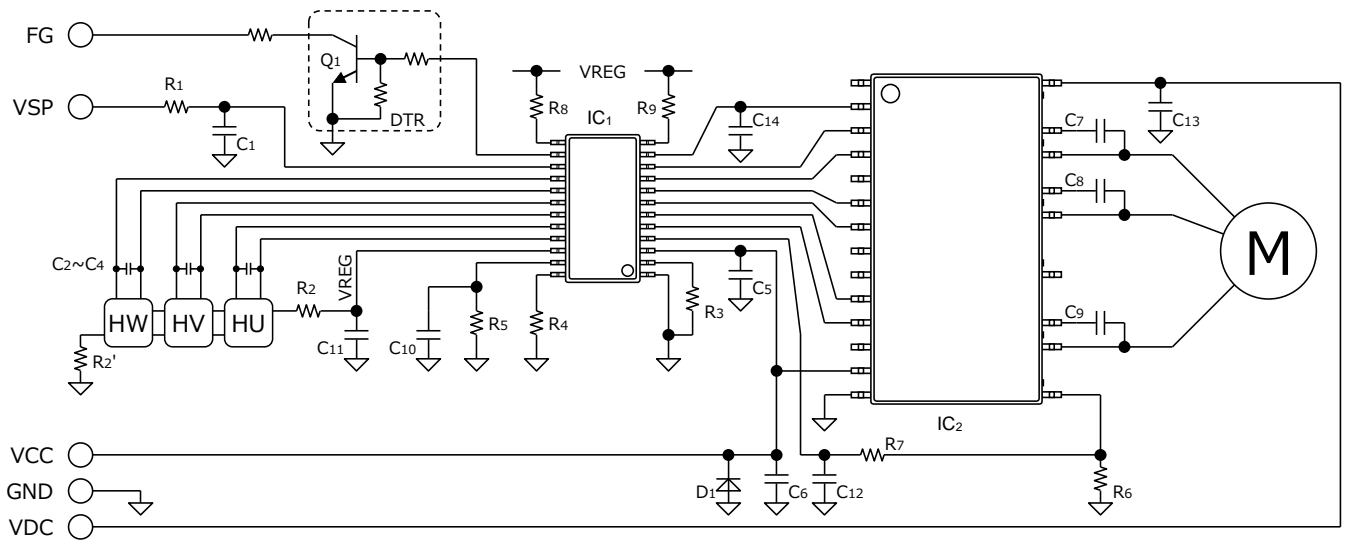 FG
Q1
DTR
VREG
R1
VSP
C1
R8
R9
IC1
C14
C13
C7
C8
M
C2~C4
R2
VREG
C5
R3
HW
HV
HU
R2'
C11
C10
R5
R4
C9
IC2
VCC
R7
GND
D1
C6
C12
R6
VDC